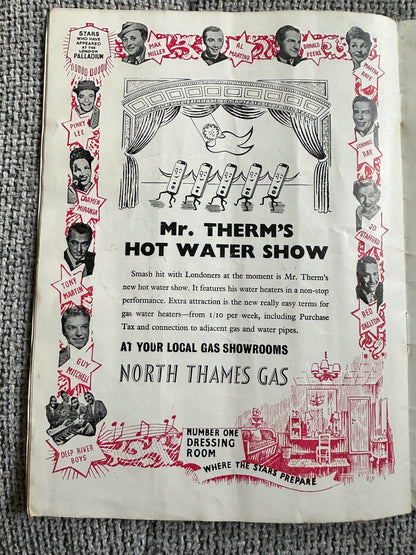 STARS
WHO HAVE
APPEARED
AT THE
LONDON
PALLADIUM
MAX
MILLER
AL
MARTINO
DONALD
PEERS
MARTHA
RAYE
PINKY
LEE
JOHNNIE
RAY
CARMEN
MIRANDA
JO
STAFFORD
TONY
MARTIN
RED
SKELTON
GUY
MITCHELL
DEEP RIVER
BOYS
Mr. THERM'S
HOT WATER SHOW
Smash hit with Londoners at the moment is Mr. Therm's
new hot water show. It features his water heaters in a non-stop
performance. Extra attraction is the new really easy terms for
gas water heaters—from 1/10 per week, including Purchase
Tax and connection to adjacent gas and water pipes.
AT YOUR LOCAL GAS SHOWROOMS
NORTH THAMES GAS
NUMBER ONE
DRESSING
ROOM
WHERE THE STARS PREPARE